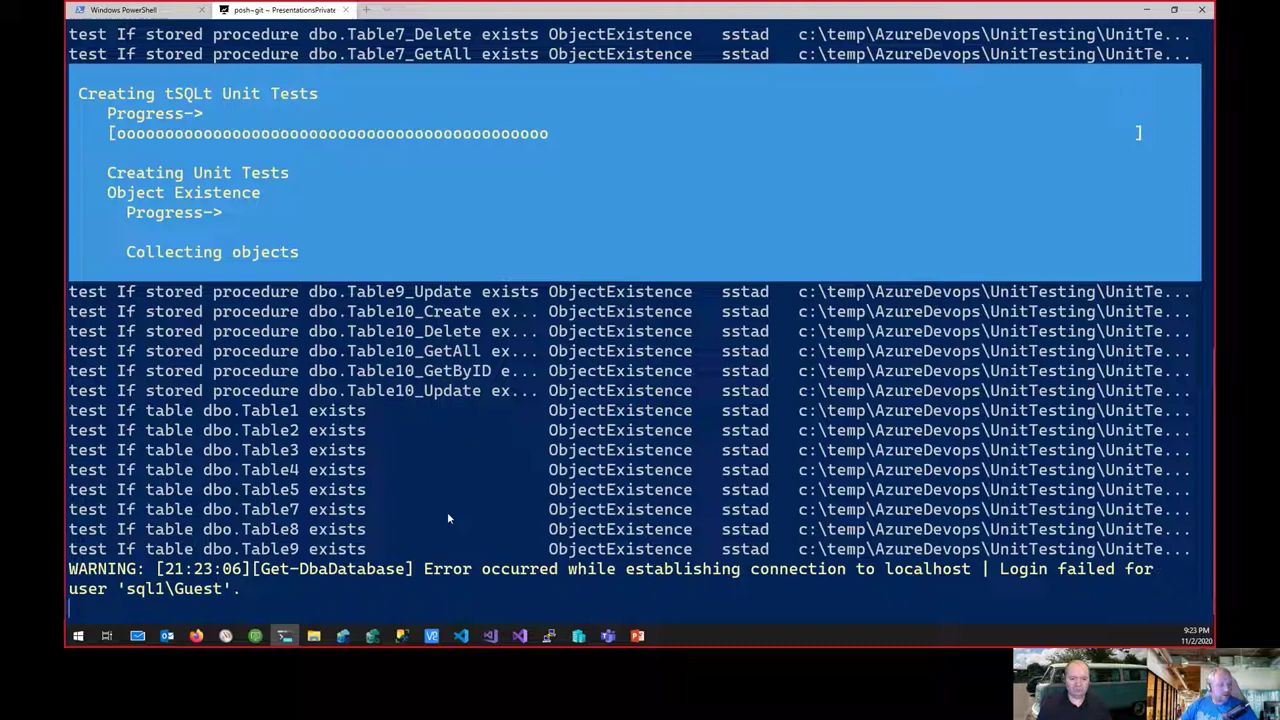 Windows PowerShell
posh~git ~ PresentationsPrivate
test If stored procedure dbo.Table7_Delete exists ObjectExistence sstad c:\temp\AzureDevops\UnitTesting\UnitTe...
test If stored procedure dbo.Table7_GetAll exists ObjectExistence sstad c:\temp\AzureDevops\UnitTesting\UnitTe...
Creating tSQLt Unit Tests
Progress->
[ooooooooooooooooooooooooooooooooooooooooooooo ]
Creating Unit Tests
Object Existence
Progress->
Collecting objects
test If stored procedure dbo.Table9_Update exists ObjectExistence sstad c:\temp\AzureDevops\UnitTesting\UnitTe...
test If stored procedure dbo.Table10_Create ex... ObjectExistence sstad c:\temp\AzureDevops\UnitTesting\UnitTe...
test If stored procedure dbo.Table10_Delete ex... ObjectExistence sstad c:\temp\AzureDevops\UnitTesting\UnitTe...
test If stored procedure dbo.Table10_GetAll ex... ObjectExistence sstad c:\temp\AzureDevops\UnitTesting\UnitTe...
test If stored procedure dbo.Table10_GetByID e... ObjectExistence sstad c:\temp\AzureDevops\UnitTesting\UnitTe...
test If stored procedure dbo.Table10_Update ex... ObjectExistence sstad c:\temp\AzureDevops\UnitTesting\UnitTe...
test If table dbo.Table1 exists ObjectExistence sstad c:\temp\AzureDevops\UnitTesting\UnitTe...
test If table dbo.Table2 exists ObjectExistence sstad c:\temp\AzureDevops\UnitTesting\UnitTe...
test If table dbo.Table3 exists ObjectExistence sstad c:\temp\AzureDevops\UnitTesting\UnitTe...
test If table dbo.Table4 exists ObjectExistence sstad c:\temp\AzureDevops\UnitTesting\UnitTe...
test If table dbo.Table5 exists ObjectExistence sstad c:\temp\AzureDevops\UnitTesting\UnitTe...
test If table dbo.Table7 exists ObjectExistence sstad c:\temp\AzureDevops\UnitTesting\UnitTe...
test If table dbo.Table8 exists ObjectExistence sstad c:\temp\AzureDevops\UnitTesting\UnitTe...
test If table dbo.Table9 exists ObjectExistence sstad c:\temp\AzureDevops\UnitTesting\UnitTe...
WARNING: [21:23:06][Get-DbaDatabase] Error occurred while establishing connection to localhost | Login failed for
user 'sql1\Guest'.
9:23 PM
11/2/2020